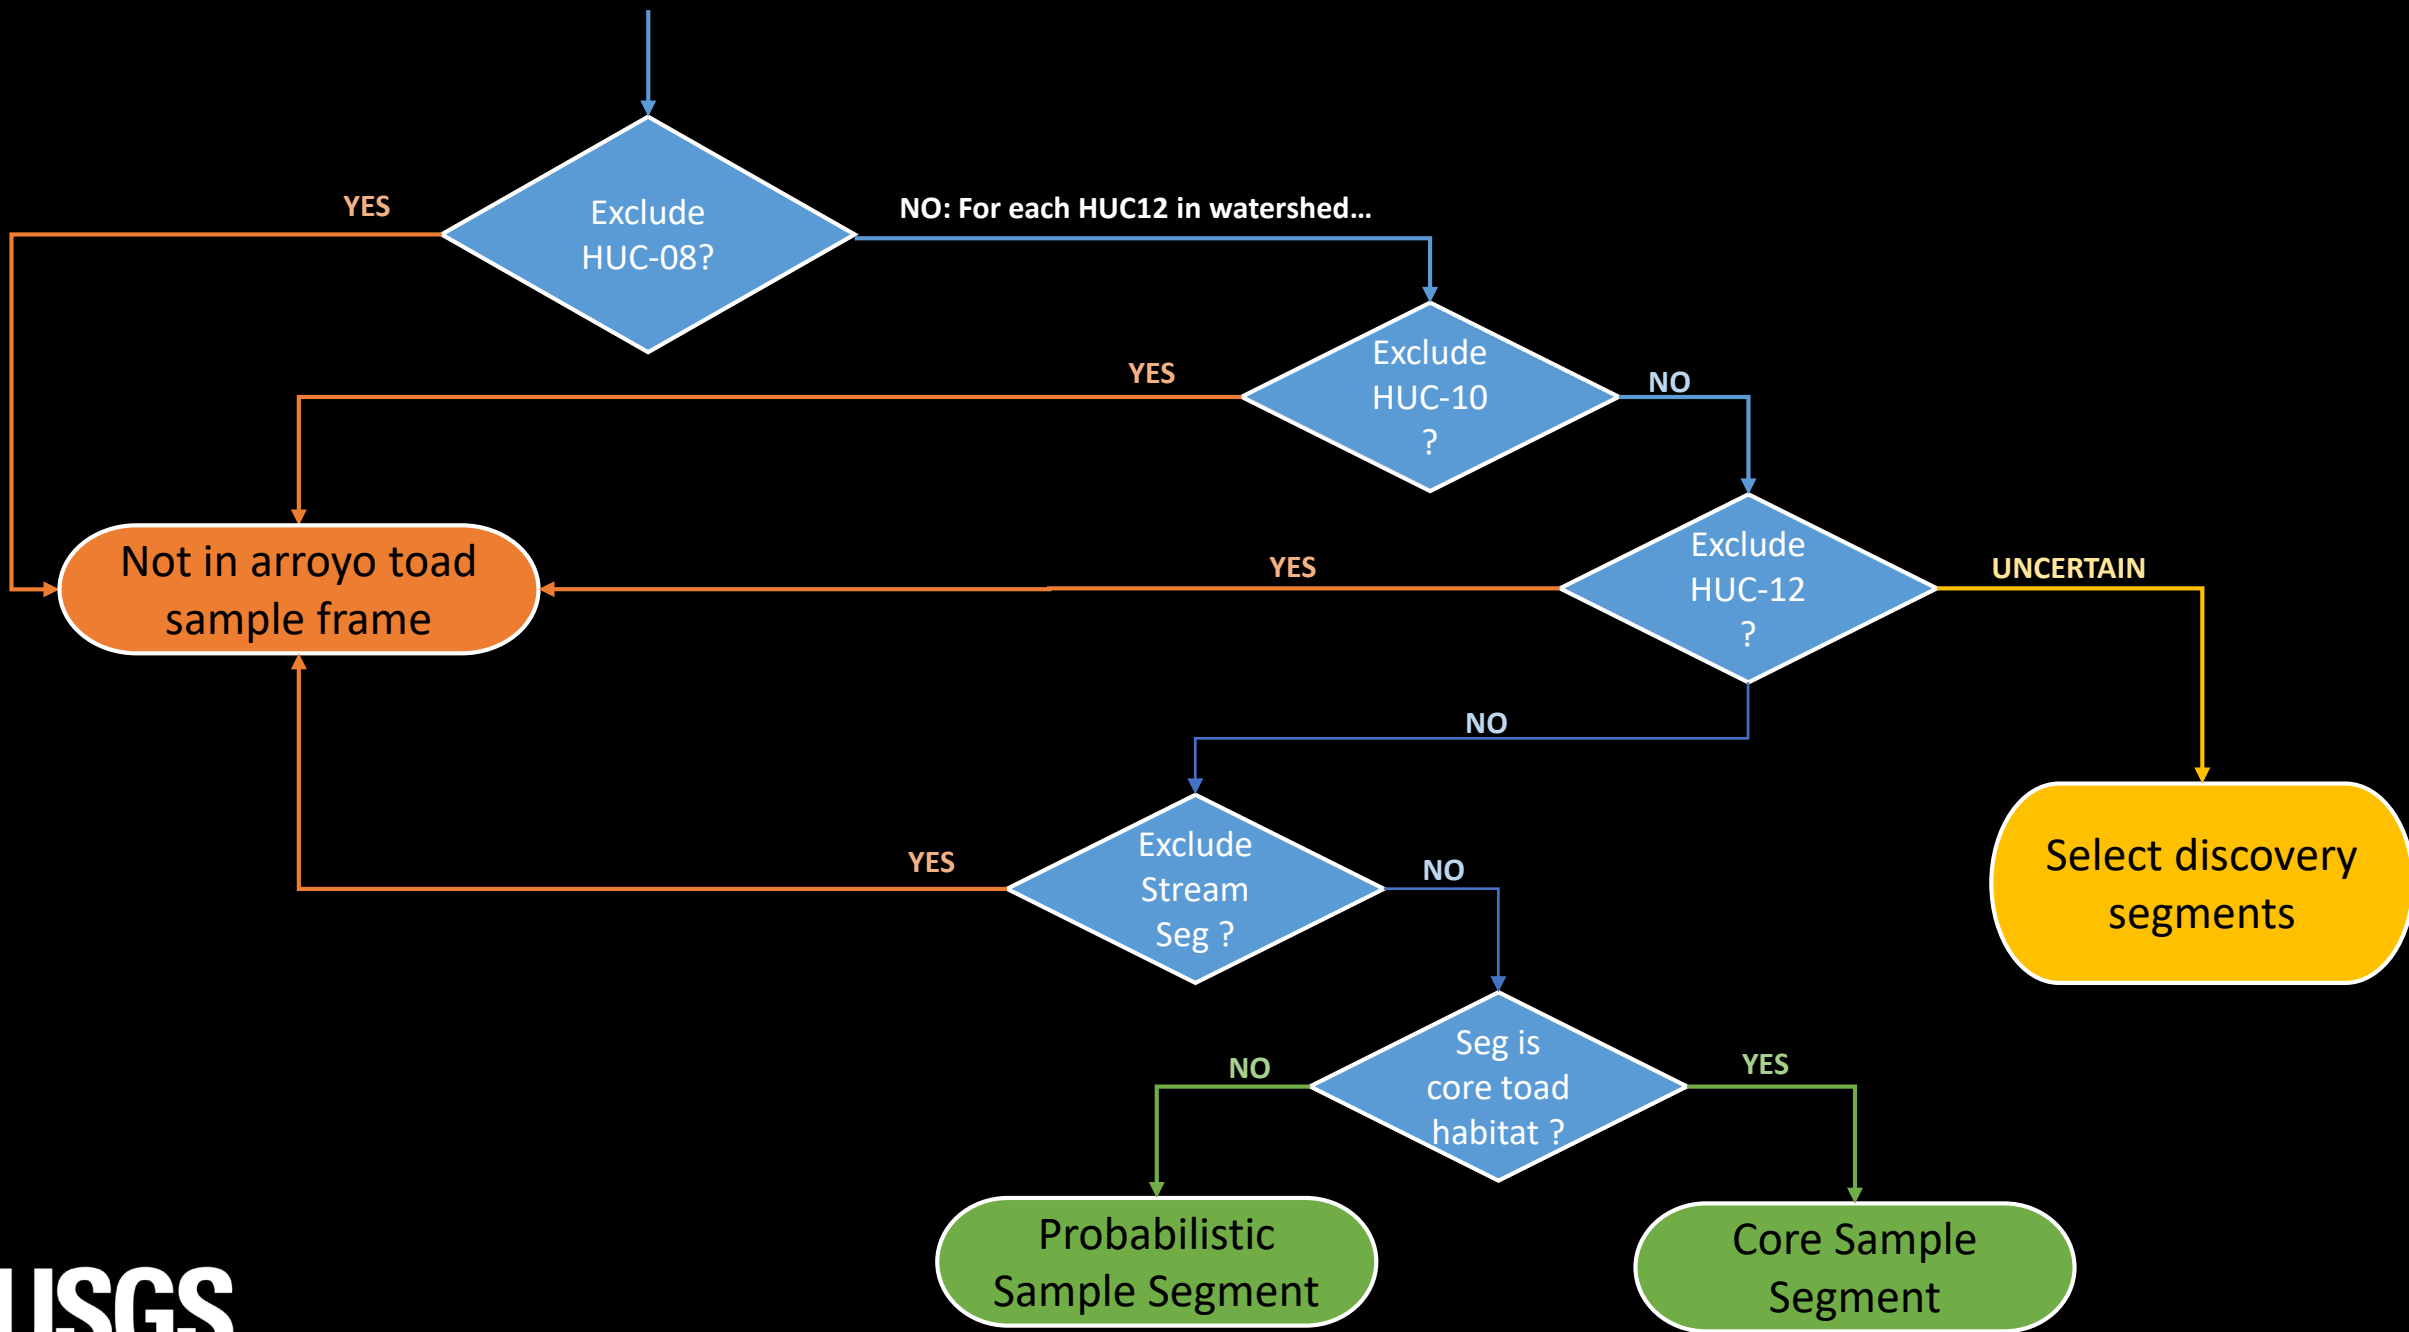 YES
Exclude
HUC-08?
NO: For each HUC12 in watershed...
YES
Exclude
HUC-10
?
NO
Not in arroyo toad
sample frame
YES
Exclude
HUC-12
?
UNCERTAIN
NO
Select discovery
segments
YES
Exclude
Stream
Seg ?
NO
NO
Seg is
core toad
habitat ?
YES
Probabilistic
Sample Segment
Core Sample
Segment
USGS